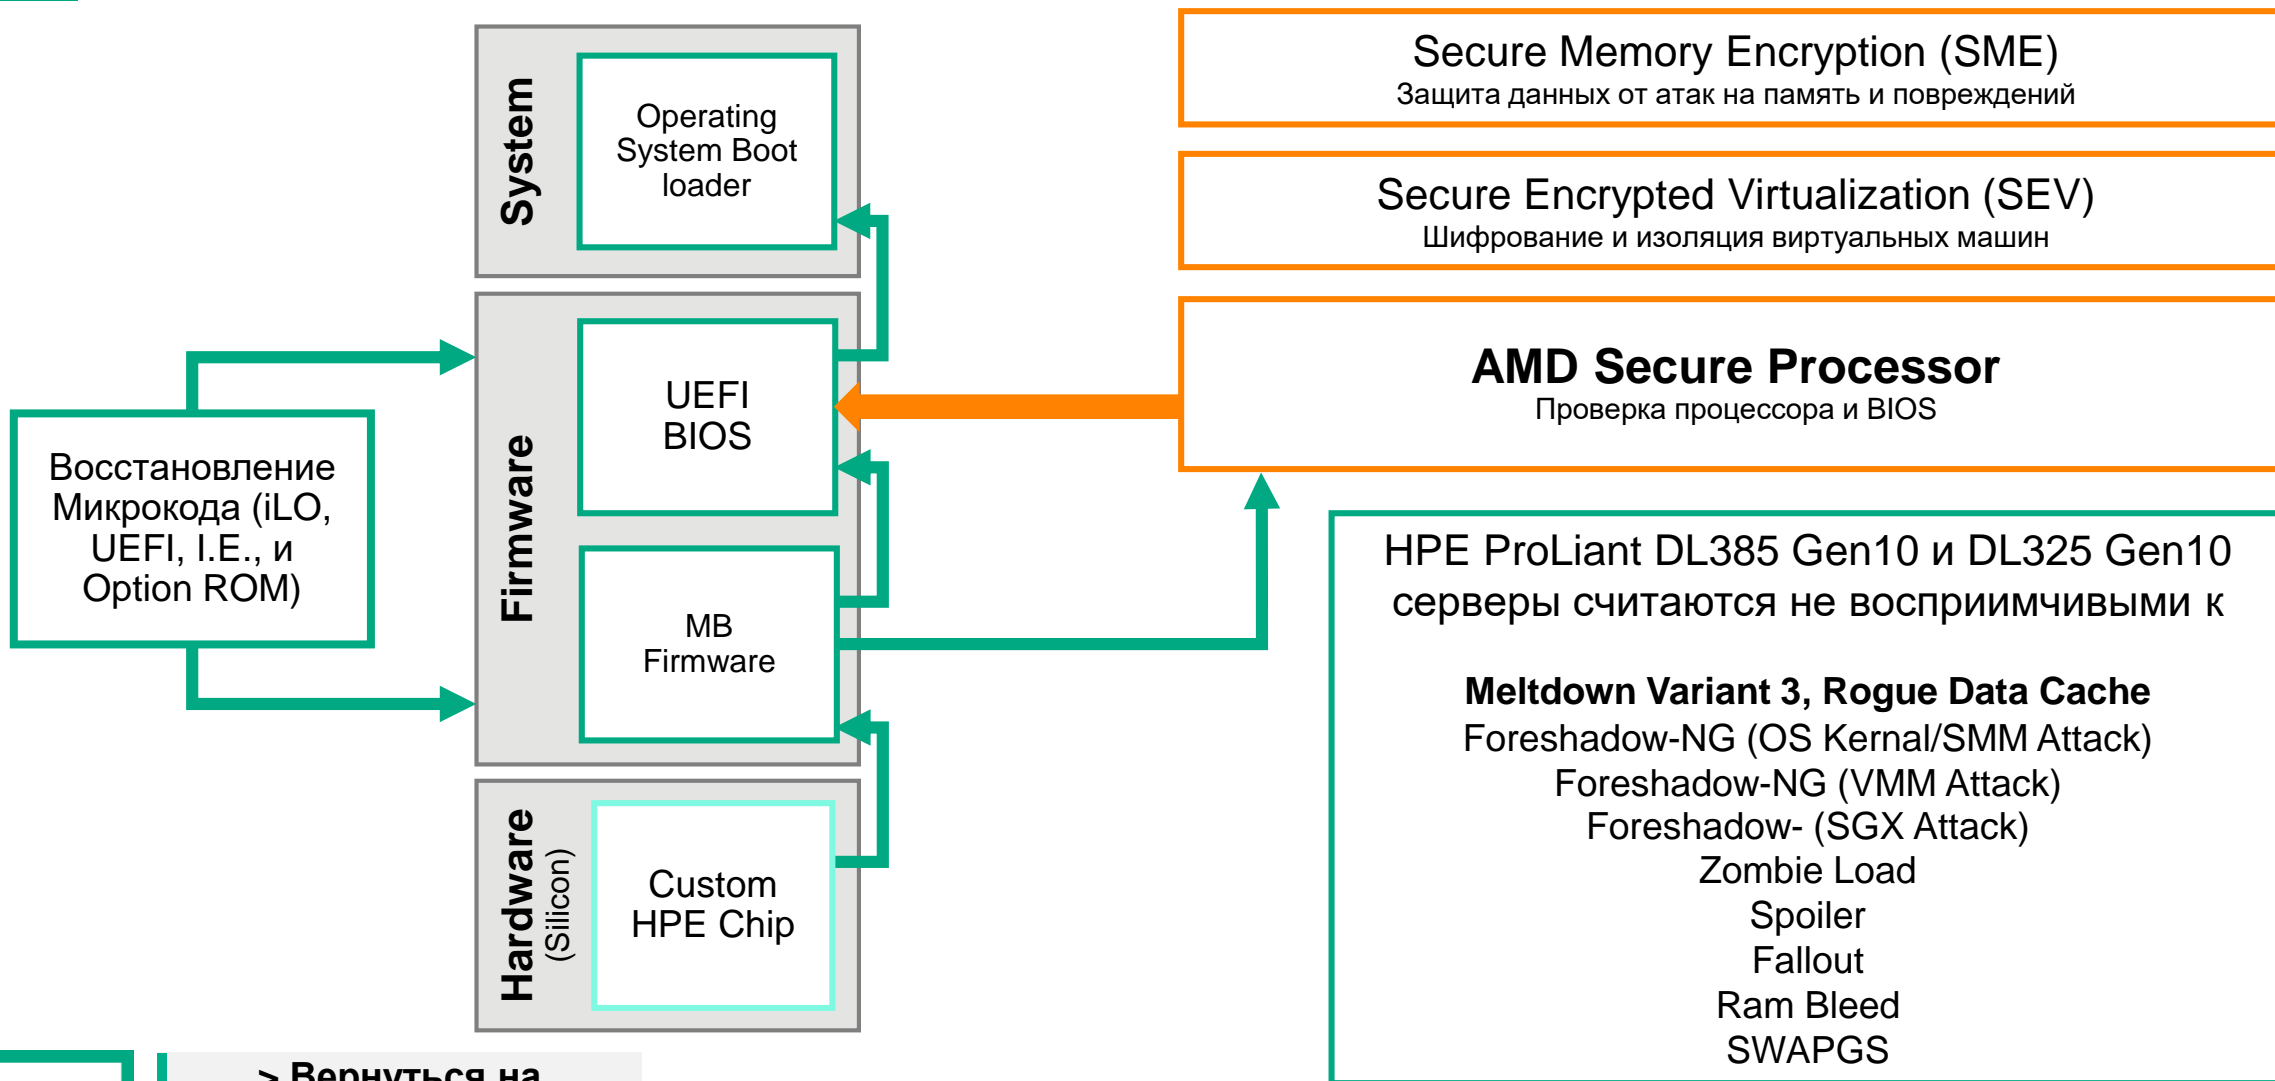 System
Operating
System Boot
loader
Firmware
UEFI
BIOS
MB
Firmware
Hardware
(Silicon)
Custom
HPE Chip
Восстановление
Микрокода (iLO,
UEFI, I.E., и
Option ROM)
Secure Memory Encryption (SME)
Защита данных от атак на память и повреждений
Secure Encrypted Virtualization (SEV)
Шифрование и изоляция виртуальных машин
AMD Secure Processor
Проверка процессора и BIOS
HPE ProLiant DL385 Gen10 и DL325 Gen10
серверы считаются не восприимчивыми к
Meltdown Variant 3, Rogue Data Cache
Foreshadow-NG (OS Kernal/SMM Attack)
Foreshadow-NG (VMM Attack)
Foreshadow- (SGX Attack)
Zombie Load
Spoiler
Fallout
Ram Bleed
SWAPGS
> Вернуться на